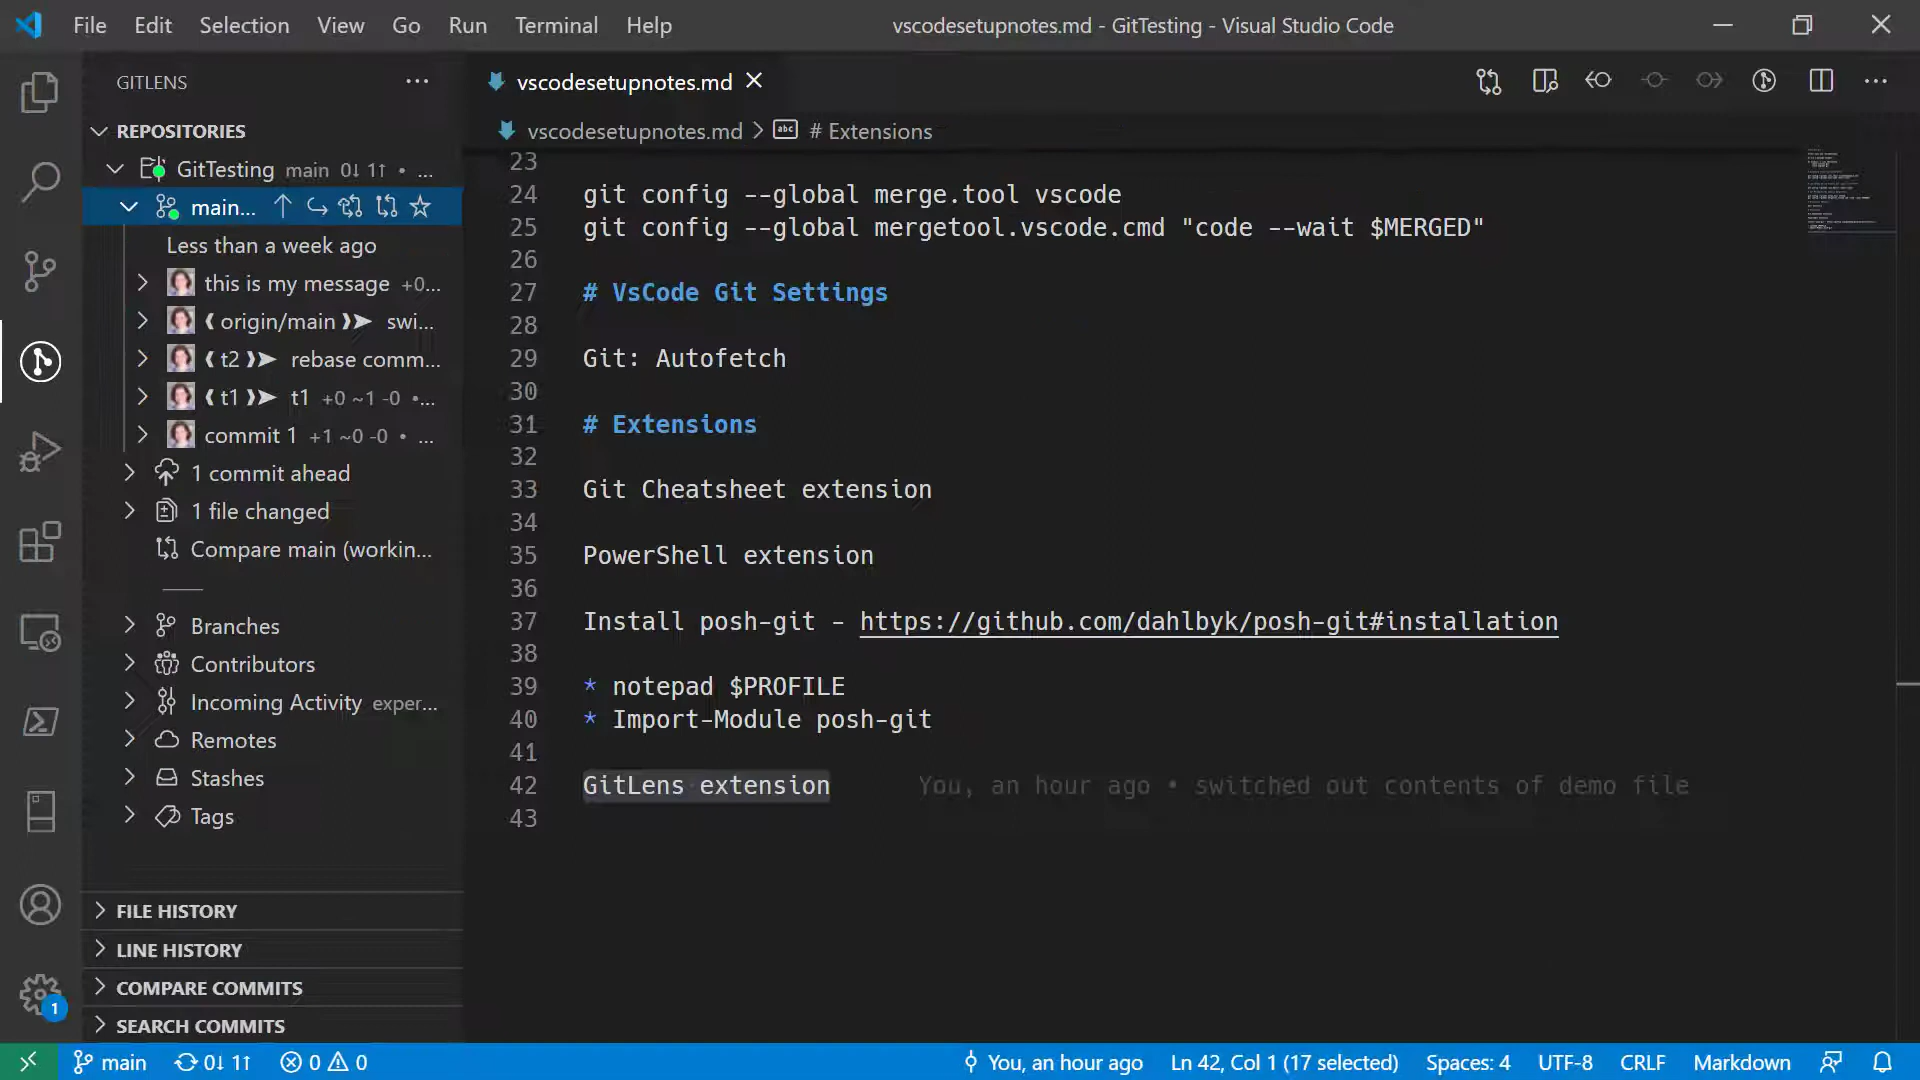 File Edit Selection View Go Run Terminal Help
vscodesetupnotes.md - GitTesting - Visual Studio Code
GITLENS
REPOSITORIES
GitTesting main 0↓ 1↑ • ...
main...
Less than a week ago
this is my message +0...
❰ origin/main ❱➤ swi...
❰ t2 ❱➤ rebase comm...
❰ t1 ❱➤ t1 +0 ~1 -0 •...
commit 1 +1 ~0 -0 • ...
1 commit ahead
1 file changed
Compare main (workin...
Branches
Contributors
Incoming Activity exper...
Remotes
Stashes
Tags
FILE HISTORY
LINE HISTORY
COMPARE COMMITS
SEARCH COMMITS
1
vscodesetupnotes.md
vscodesetupnotes.md > abc # Extensions
23
24 git config --global merge.tool vscode
25 git config --global mergetool.vscode.cmd "code --wait $MERGED"
26
27 # VsCode Git Settings
28
29 Git: Autofetch
30
31 # Extensions
32
33 Git Cheatsheet extension
34
35 PowerShell extension
36
37 Install posh-git - https://github.com/dahlbyk/posh-git#installation
38
39 * notepad $PROFILE
40 * Import-Module posh-git
41
42 GitLens extension You, an hour ago • switched out contents of demo file
43
main 0↓ 1↑ 0 0
You, an hour ago Ln 42, Col 1 (17 selected) Spaces: 4 UTF-8 CRLF Markdown